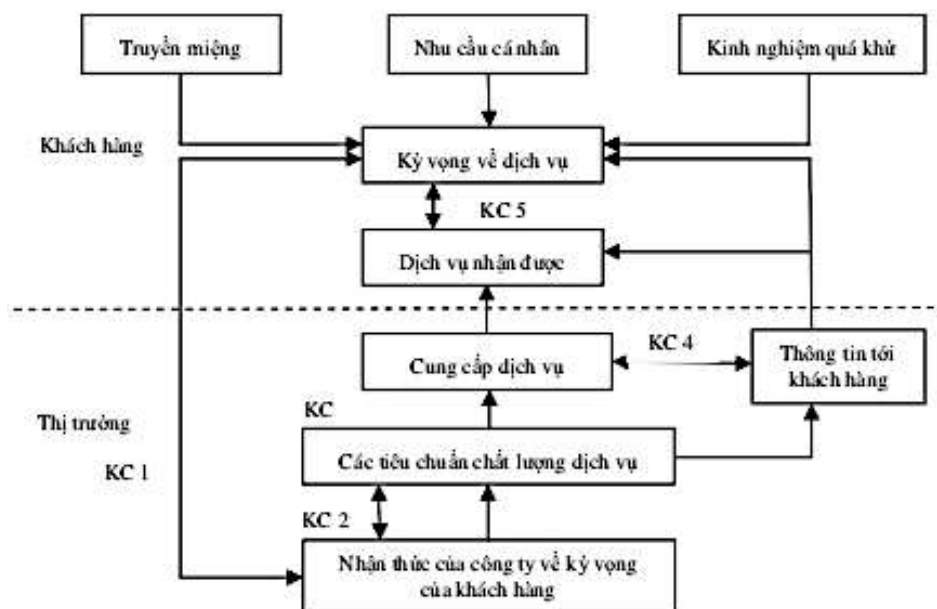 Truyền miệng
Nhu cầu cá nhân
Kinh nghiệm quá khứ
Khách hàng
Kỳ vọng về dịch vụ
KC 5
Dịch vụ nhận được
Cung cấp dịch vụ
KC 4
Thông tin tới
khách hàng
Thị trường
KC
Các tiêu chuẩn chất lượng dịch vụ
KC 1
KC 2
Nhận thức của công ty về kỳ vọng
của khách hàng